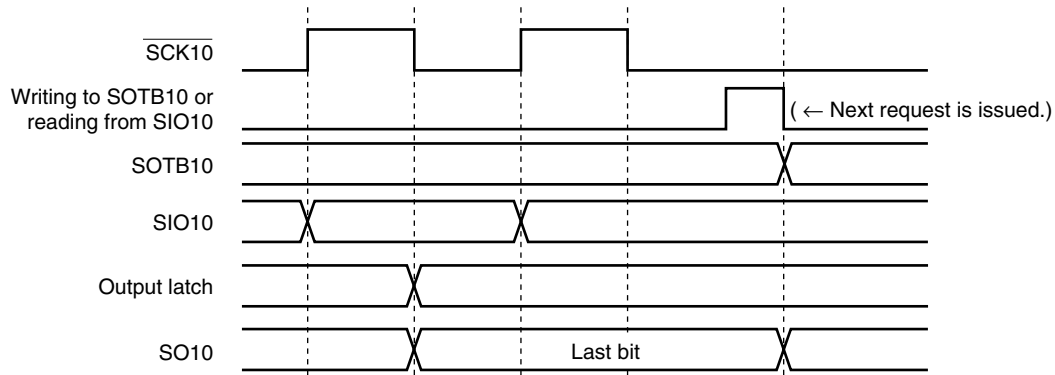 SCK10
Writing to SOTB10 or
reading from SIO10
( ← Next request is issued.)
SOTB10
SIO10
Output latch
SO10
Last bit